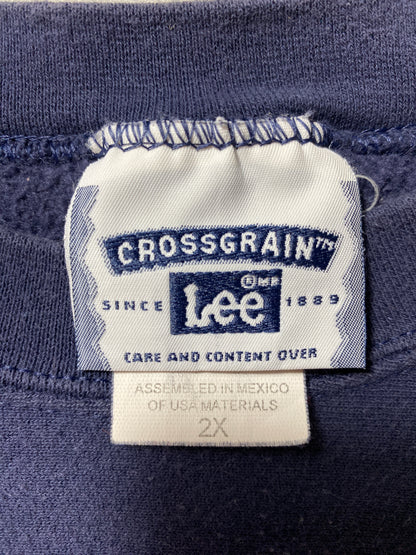 CROSSGRAIN™
® MR
SINCE Lee 1889
CARE AND CONTENT OVER
ASSEMBLED IN MEXICO
OF USA MATERIALS
2X